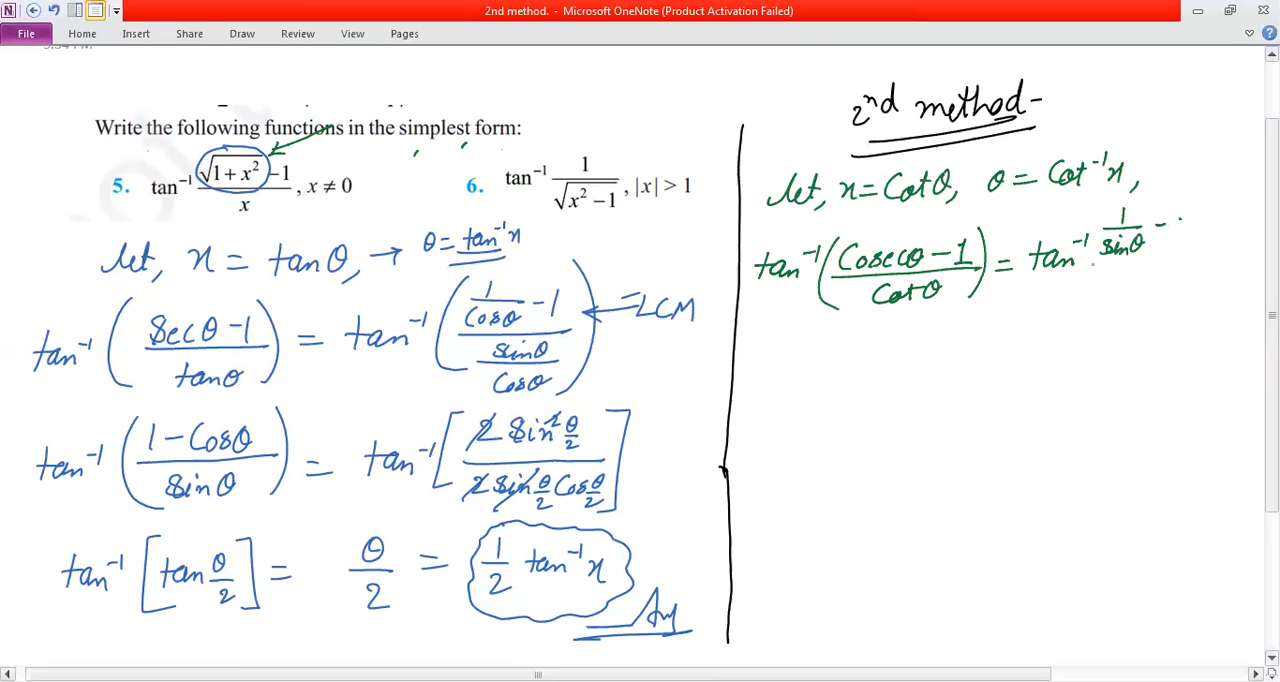 2nd method. - Microsoft OneNote (Product Activation Failed)
File Home Insert Share Draw Review View Pages
Write the following functions in the simplest form:
5. tan⁻¹ (√(1 + x²) − 1)/x, x ≠ 0
6. tan⁻¹ 1/√(x² − 1), |x| > 1
let, x = tanθ, → θ = tan⁻¹x
tan⁻¹((secθ − 1)/tanθ) = tan⁻¹((1/cosθ − 1)/(sinθ/cosθ)) ← = LCM
tan⁻¹((1 − cosθ)/sinθ) = tan⁻¹[2 sin² θ/2 / 2 sin θ/2 cos θ/2]
tan⁻¹[tan θ/2] = θ/2 = 1/2 tan⁻¹x
Ans
2nd method -
let, x = cotθ, θ = cot⁻¹x,
tan⁻¹((cosecθ − 1)/cotθ) = tan⁻¹ 1/sinθ −